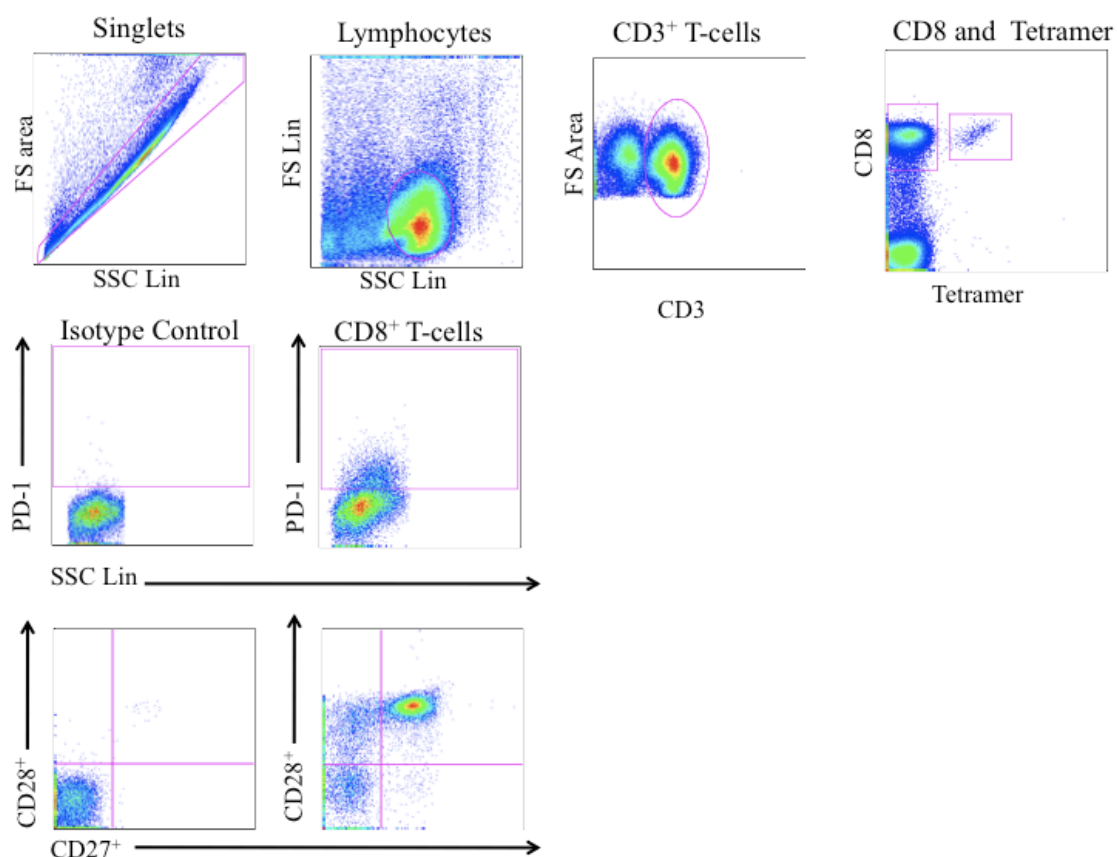 Singlets
Lymphocytes
CD3⁺ T-cells
CD8 and Tetramer
FS area
SSC Lin
FS Lin
SSC Lin
FS Area
CD3
CD8
Tetramer
Isotype Control
CD8⁺ T-cells
PD-1
PD-1
SSC Lin
CD28⁺
CD28⁺
CD27⁺